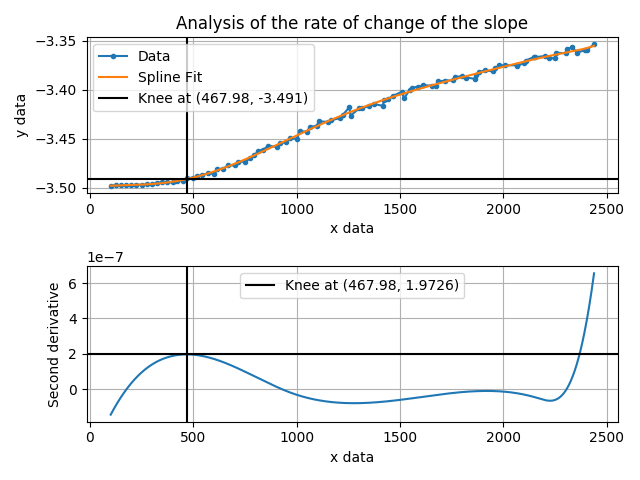 Analysis of the rate of change of the slope
−3.35
−3.40
−3.45
−3.50
y data
Data
Spline Fit
Knee at (467.98, -3.491)
0 500 1000 1500 2000 2500
x data
1e−7
6
4
2
0
Second derivative
Knee at (467.98, 1.9726)
0 500 1000 1500 2000 2500
x data